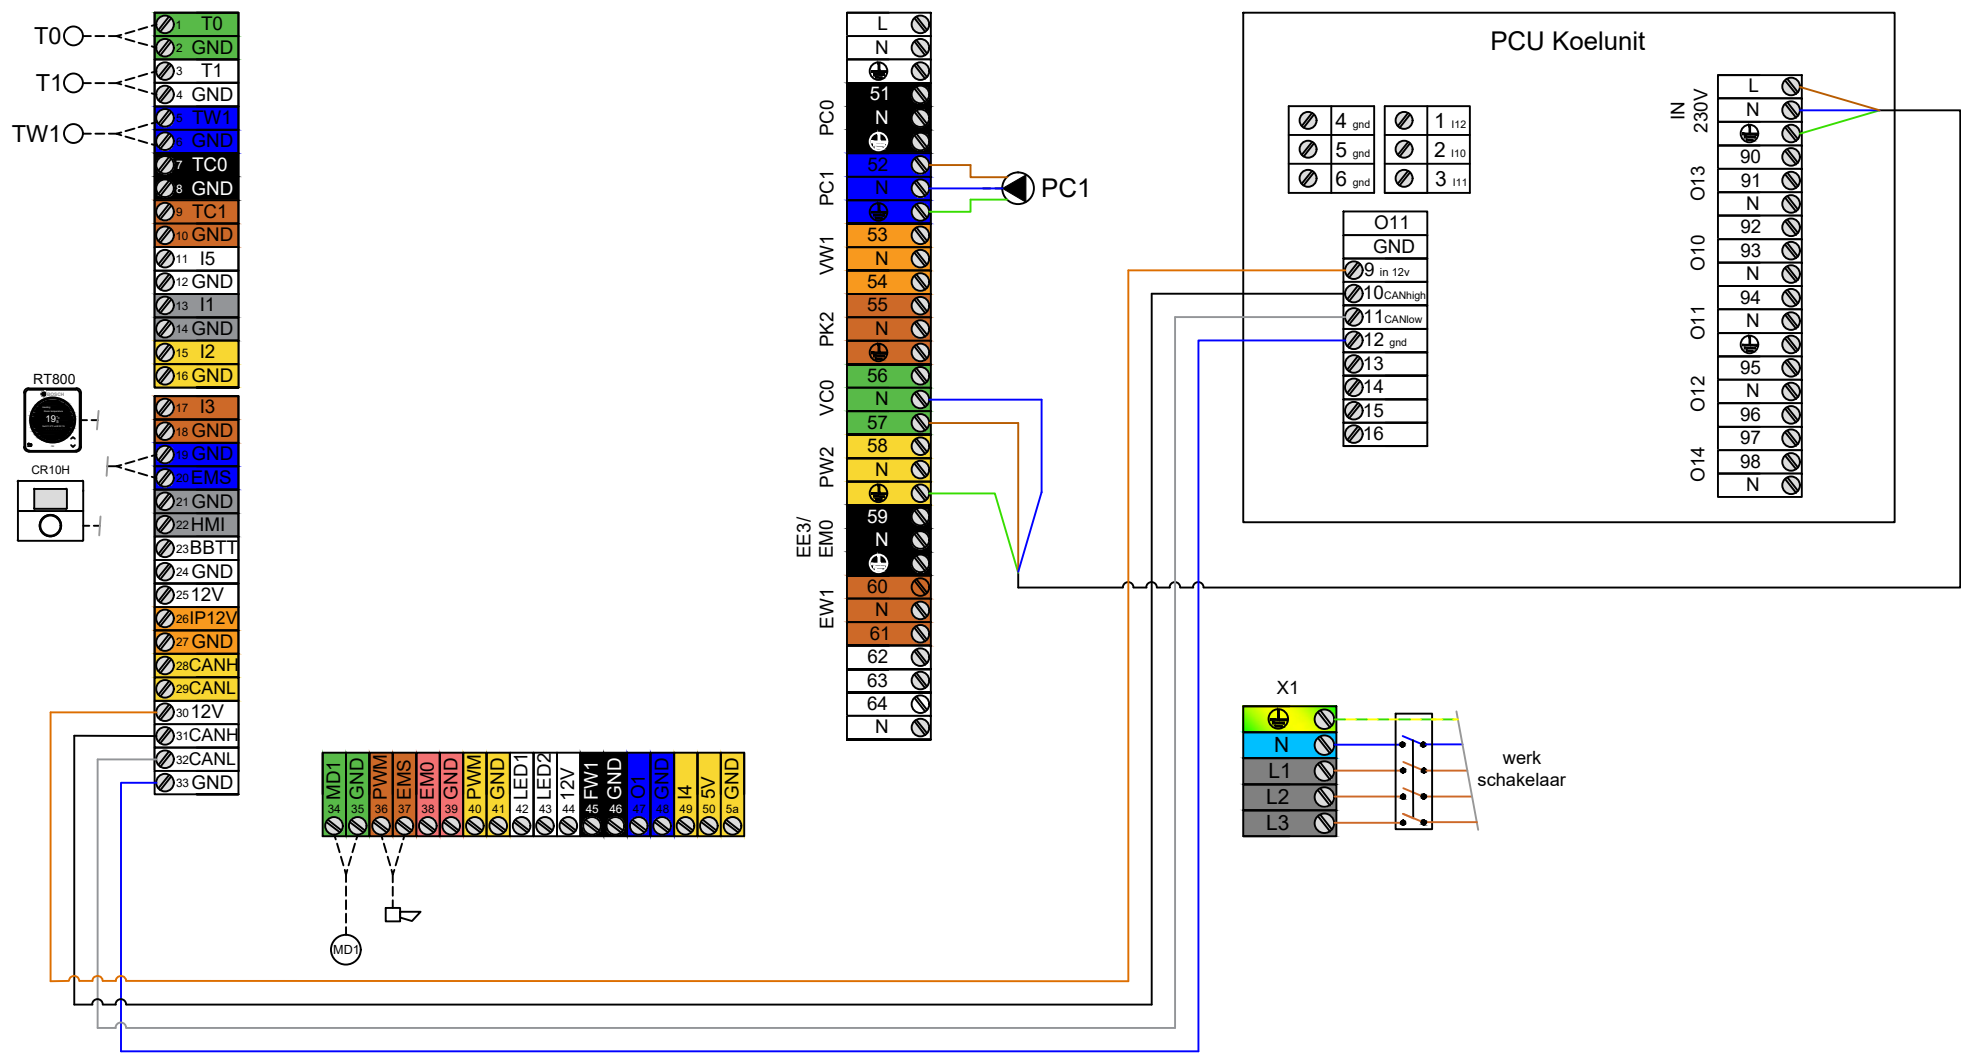 T0
T1
TW1
1 T0
2 GND
3 T1
4 GND
5 TW1
6 GND
7 TC0
8 GND
9 TC1
10 GND
11 I5
12 GND
13 I1
14 GND
15 I2
16 GND
RT800
CR10H
17 I3
18 GND
19 GND
20 EMS
21 GND
22 HMI
23 BBTT
24 GND
25 12V
26 IP12V
27 GND
28 CANH
29 CANL
30 12V
31 CANH
32 CANL
33 GND
MD1 34
GND 35
PWM 36
EMS 37
EM0 38
GND 39
PWM 40
GND 41
LED1 42
LED2 43
12V 44
FW1 45
GND 46
O1 47
GND 48
I4 49
5V 50
GND 5a
MD1
L
N
PC0
51
N
PC1
52
N
PC1
VW1
53
N
54
PK2
55
N
VC0
56
N
57
PW2
58
N
EE3/
EM0
59
N
EW1
60
N
61
62
63
64
N
PCU Koelunit
4 gnd
5 gnd
6 gnd
1 I12
2 I10
3 I11
O11
GND
9 in 12v
10 CANhigh
11 CANlow
12 gnd
13
14
15
16
IN
230V
L
N
90
O13
91
N
92
O10
93
N
94
O11
N
95
O12
N
96
97
O14
98
N
X1
N
L1
L2
L3
werk
schakelaar